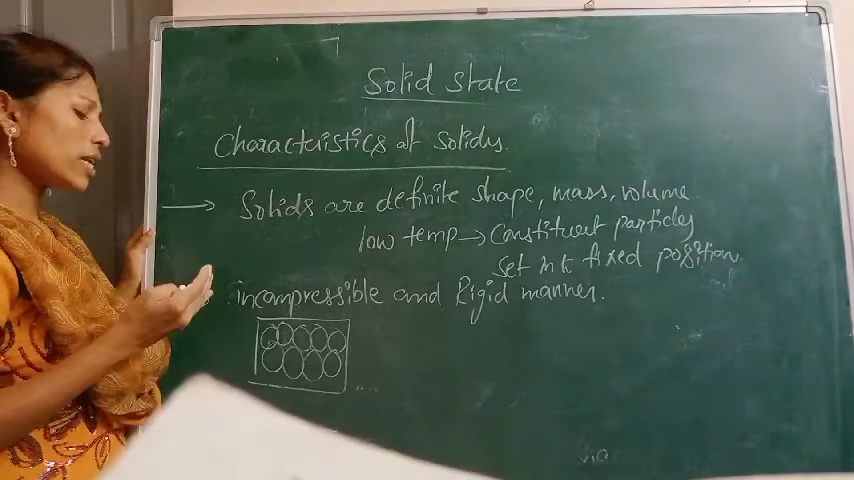 Solid state
Characteristics of Solids.
→ Solids are definite shape, mass, volume.
low temp → Constituent particles
set in fixed position.
incompressible and Rigid manner.